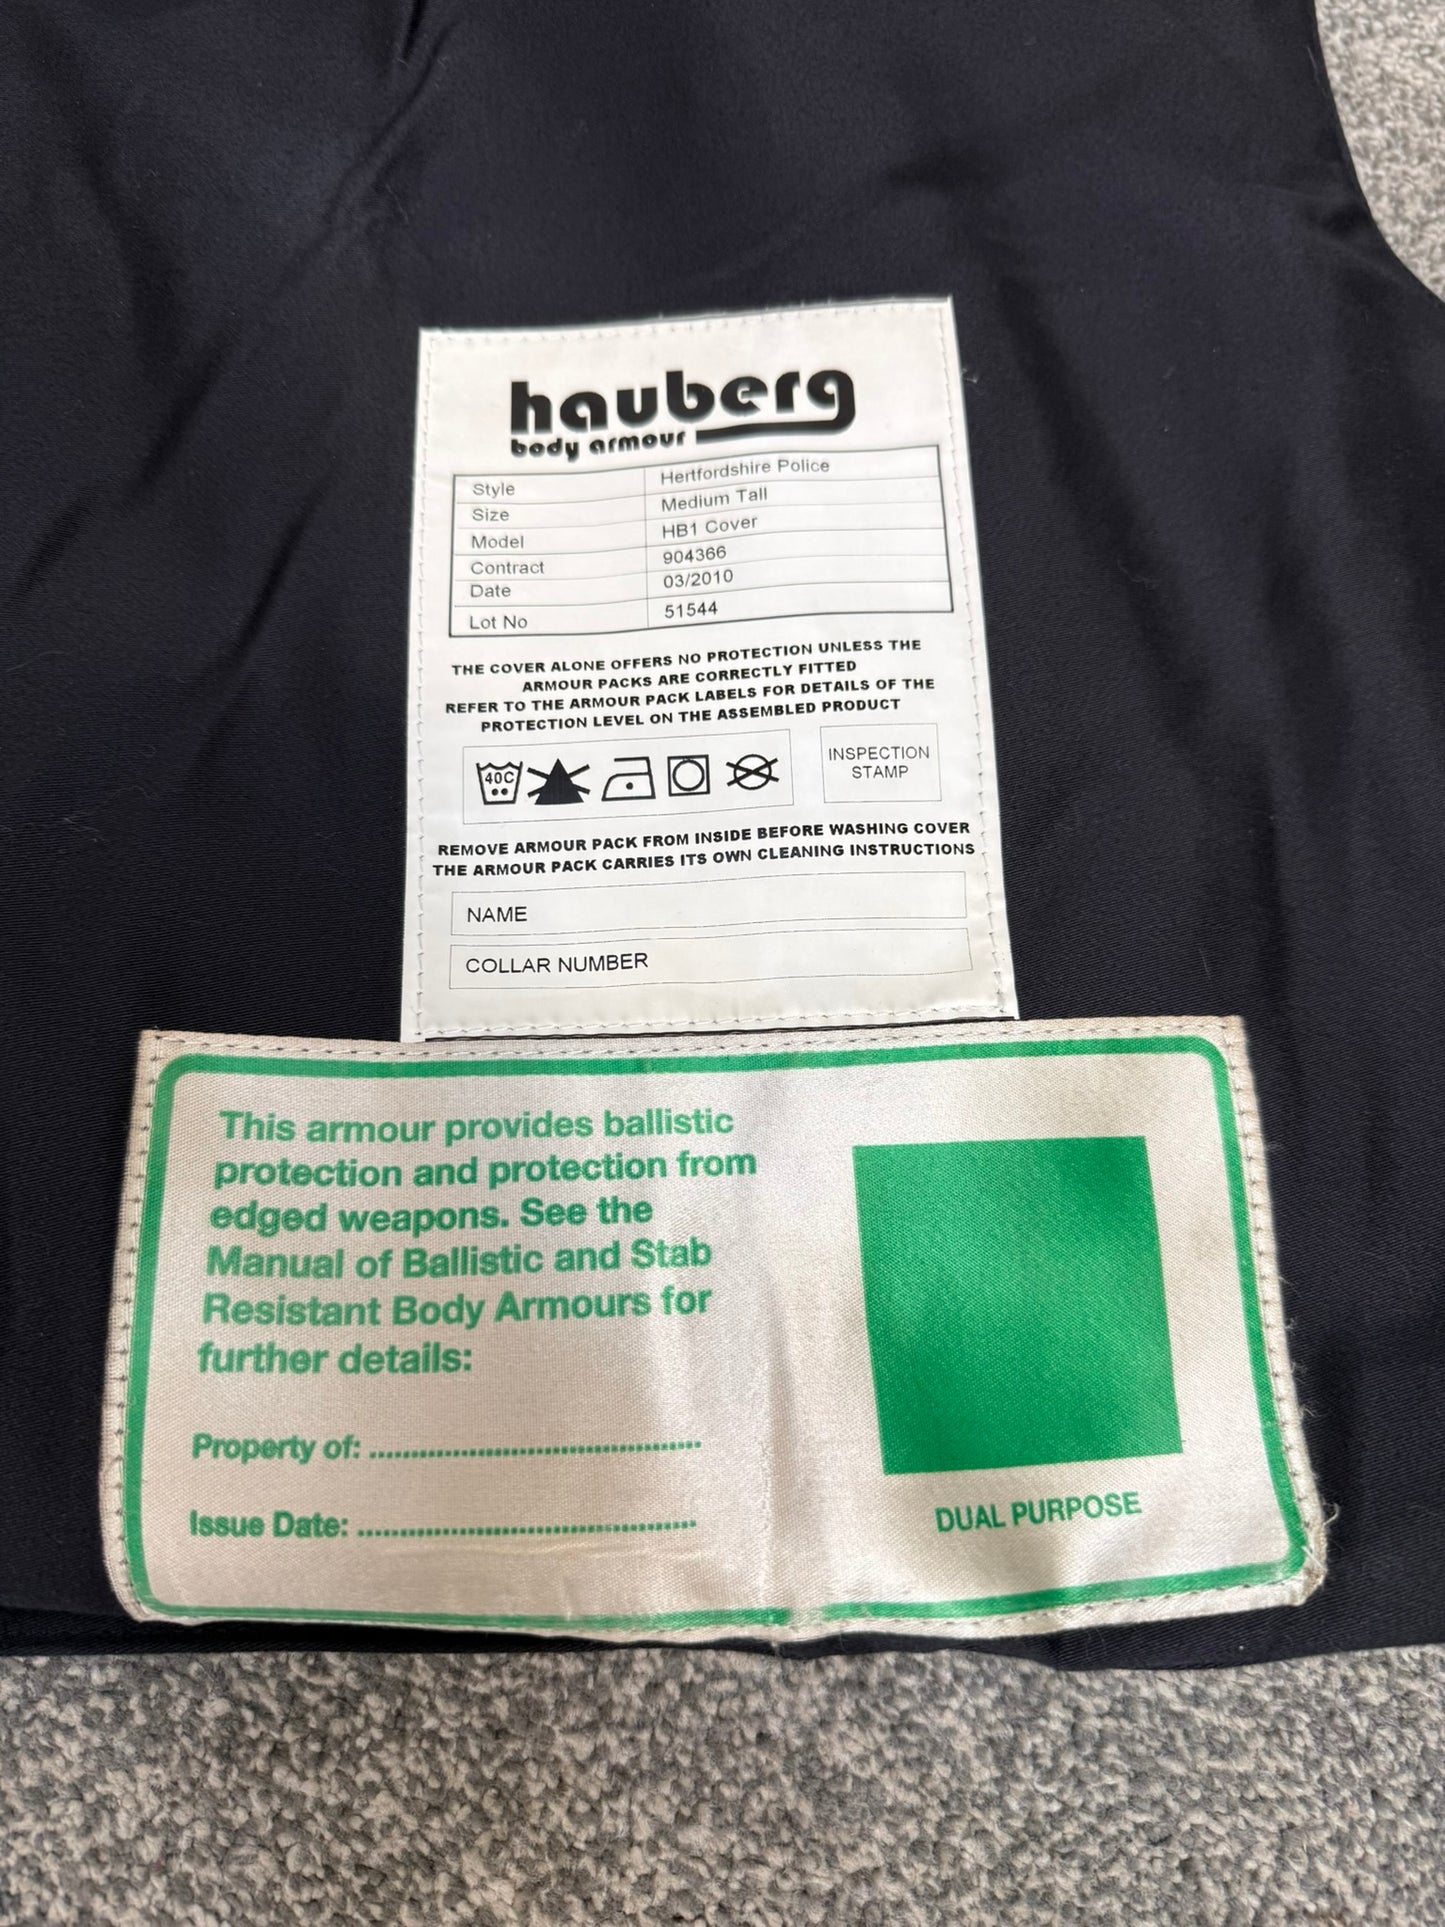 hauberg
body armour
Style Hertfordshire Police
Size Medium Tall
Model HB1 Cover
Contract 904366
Date 03/2010
Lot No 51544
THE COVER ALONE OFFERS NO PROTECTION UNLESS THE
ARMOUR PACKS ARE CORRECTLY FITTED
REFER TO THE ARMOUR PACK LABELS FOR DETAILS OF THE
PROTECTION LEVEL ON THE ASSEMBLED PRODUCT
40C
INSPECTION
STAMP
REMOVE ARMOUR PACK FROM INSIDE BEFORE WASHING COVER
THE ARMOUR PACK CARRIES ITS OWN CLEANING INSTRUCTIONS
NAME
COLLAR NUMBER
This armour provides ballistic
protection and protection from
edged weapons. See the
Manual of Ballistic and Stab
Resistant Body Armours for
further details:
Property of: ........................................
Issue Date: ........................................
DUAL PURPOSE